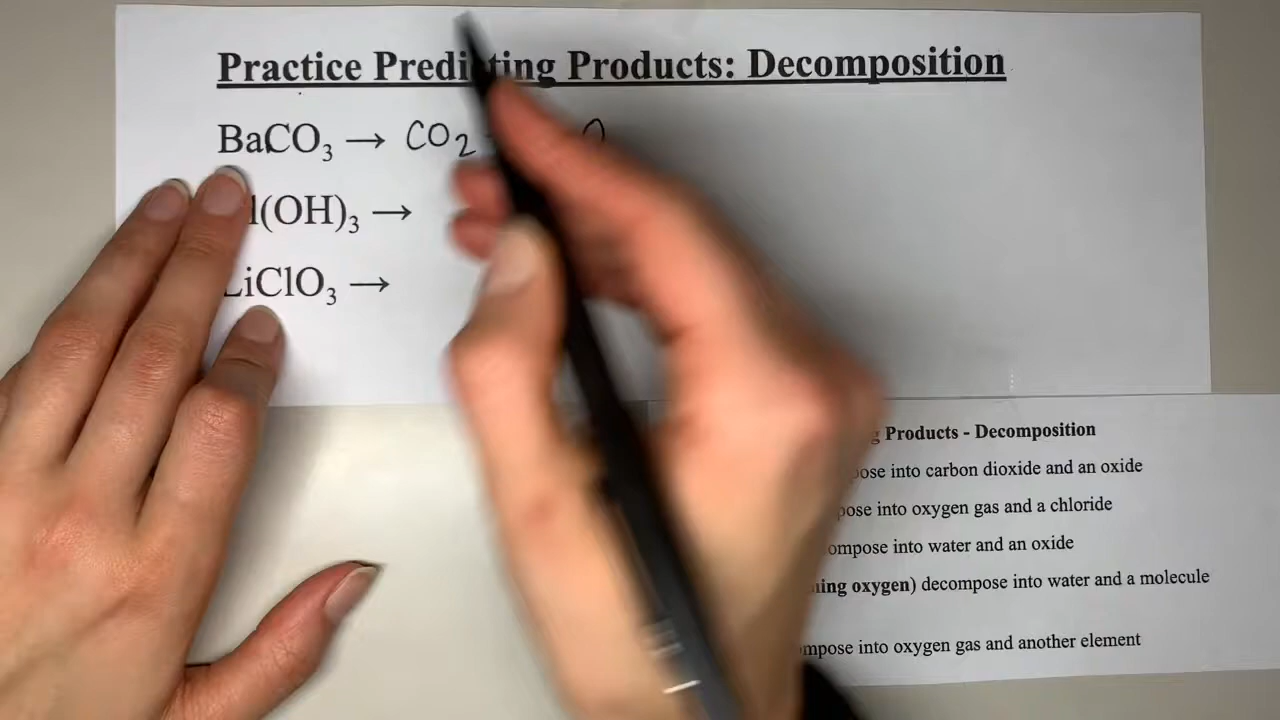 Practice Predicting Products: Decomposition
BaCO₃ → CO₂ O
l(OH)₃ →
LiClO₃ →
Products - Decomposition
pose into carbon dioxide and an oxide
pose into oxygen gas and a chloride
ompose into water and an oxide
ning oxygen) decompose into water and a molecule
mpose into oxygen gas and another element